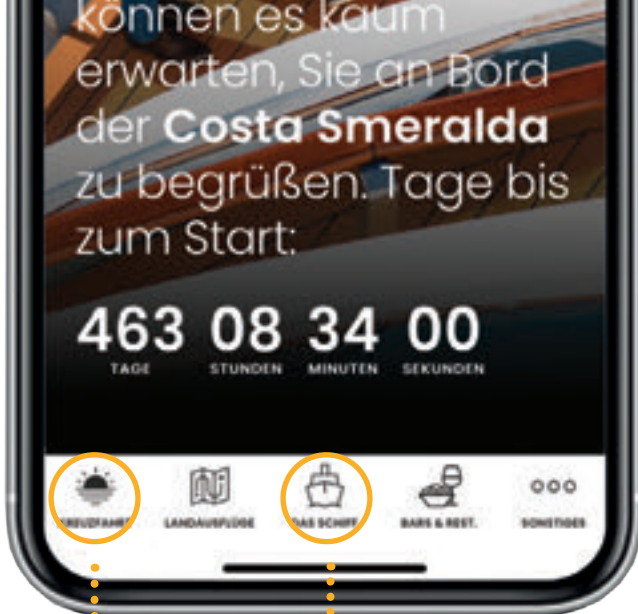 können es kaum
erwarten, Sie an Bord
der Costa Smeralda
zu begrüßen. Tage bis
zum Start:
463 08 34 00
TAGE STUNDEN MINUTEN SEKUNDEN
KREUZFAHRT LANDAUSFLÜGE DAS SCHIFF BARS & REST. SONSTIGES